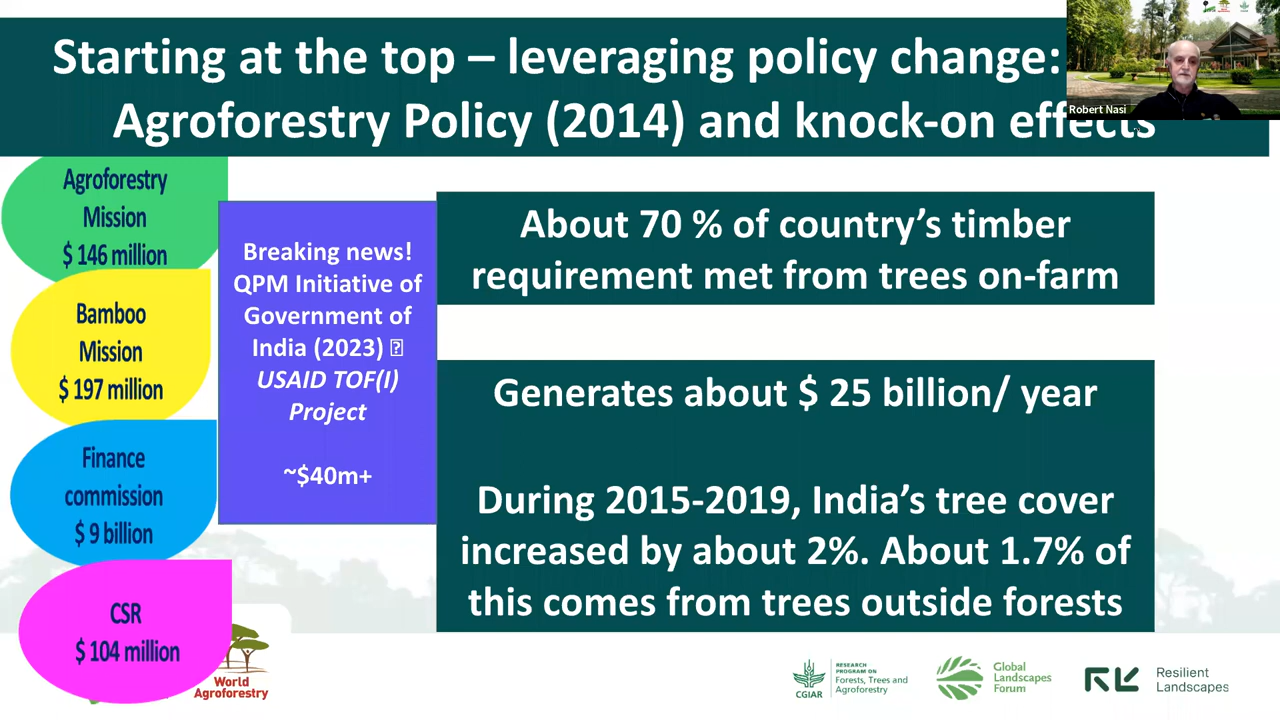 Starting at the top – leveraging policy change:
Agroforestry Policy (2014) and knock-on effects
Robert Nasi
Agroforestry
Mission
$ 146 million
Bamboo
Mission
$ 197 million
Finance
commission
$ 9 billion
CSR
$ 104 million
Breaking news!
QPM Initiative of
Government of
India (2023)
USAID TOF(I)
Project
~$40m+
About 70 % of country’s timber
requirement met from trees on-farm
Generates about $ 25 billion/ year
During 2015-2019, India’s tree cover
increased by about 2%. About 1.7% of
this comes from trees outside forests
World
Agroforestry
CGIAR
RESEARCH
PROGRAM ON
Forests, Trees and
Agroforestry
Global
Landscapes
Forum
Resilient
Landscapes